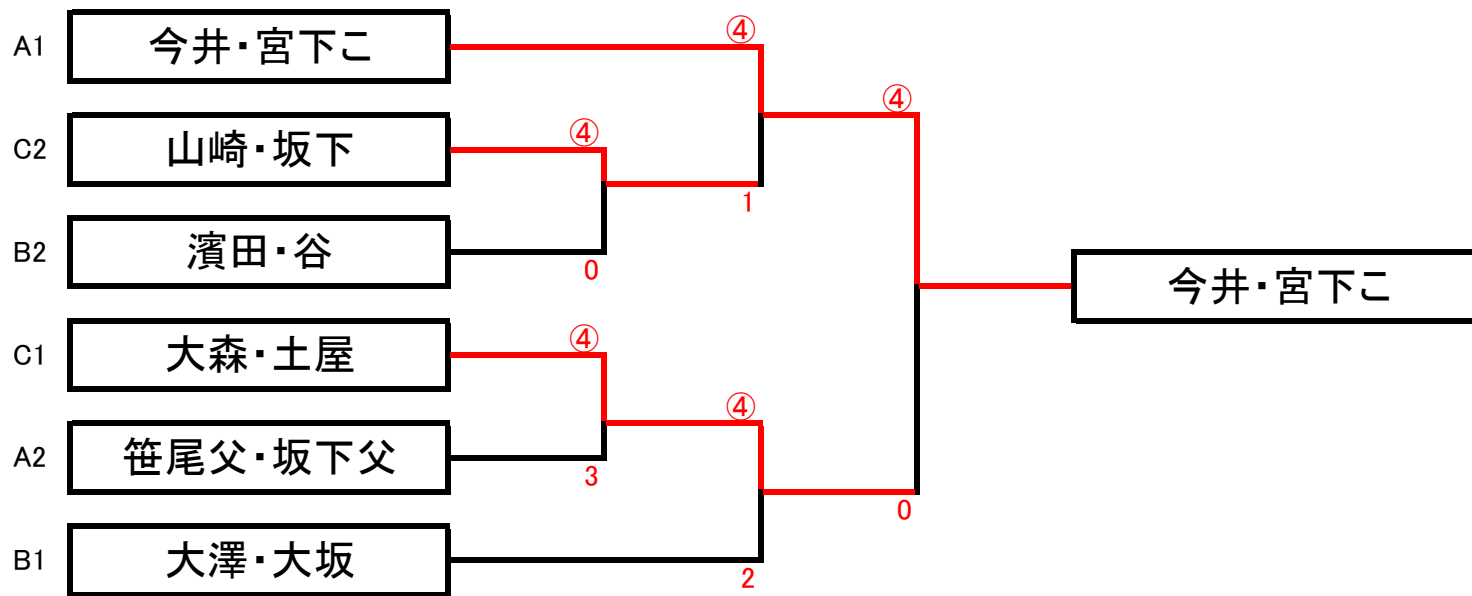 A1 今井・宮下こ ④
④
C2 山崎・坂下 ④
1
B2 濱田・谷 0
今井・宮下こ
C1 大森・土屋 ④
④
A2 笹尾父・坂下父 3
0
B1 大澤・大坂 2